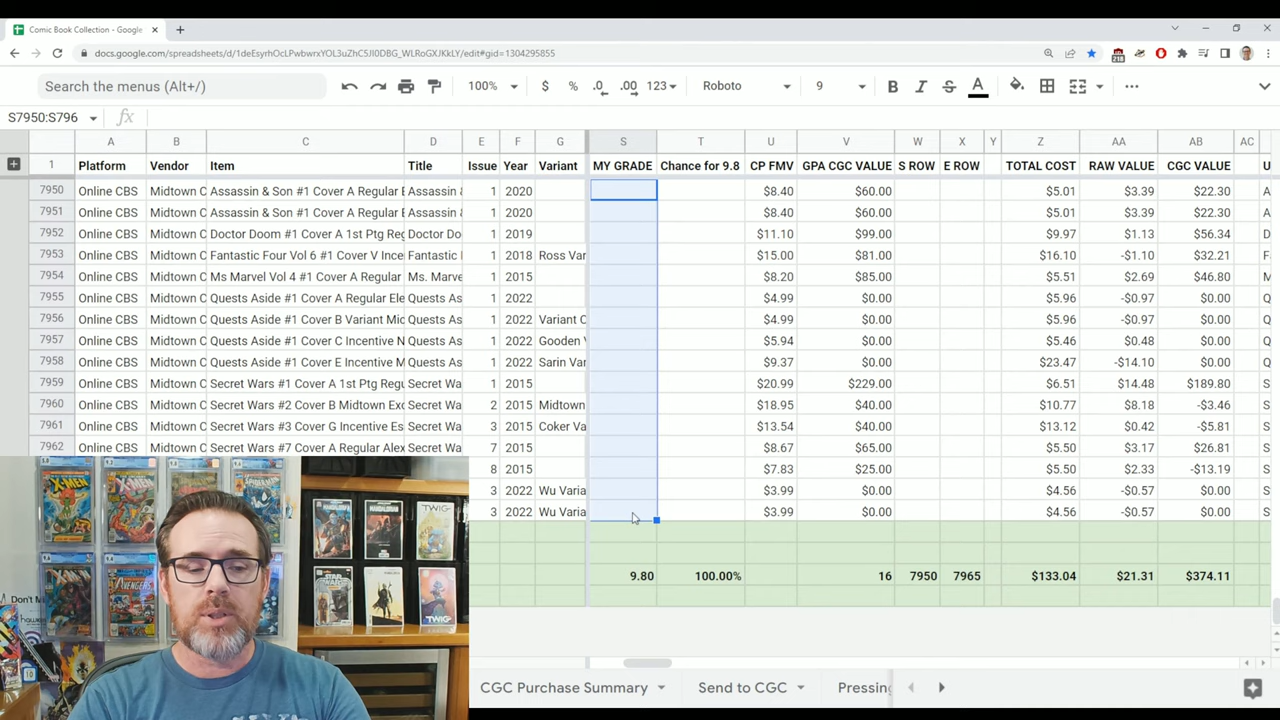 Comic Book Collection - Google
docs.google.com/spreadsheets/d/1deEsyrhOcLPwbwrxYOL3uZhC5JI0DBG_WLRoGXJKkLY/edit#gid=1304295855
218
Search the menus (Alt+/)
100%
$ % .0 .00 123
Roboto
9
B I S A
S7950:S796
fx
A B C D E F G S T U V W X Y Z AA AB AC
1 Platform Vendor Item Title Issue Year Variant MY GRADE Chance for 9.8 CP FMV GPA CGC VALUE S ROW E ROW TOTAL COST RAW VALUE CGC VALUE U
7950 Online CBS Midtown C Assassin & Son #1 Cover A Regular E Assassin & 1 2020 $8.40 $60.00 $5.01 $3.39 $22.30 A
7951 Online CBS Midtown C Assassin & Son #1 Cover A Regular E Assassin & 1 2020 $8.40 $60.00 $5.01 $3.39 $22.30 A
7952 Online CBS Midtown C Doctor Doom #1 Cover A 1st Ptg Reg Doctor Do 1 2019 $11.10 $99.00 $9.97 $1.13 $56.34 D
7953 Online CBS Midtown C Fantastic Four Vol 6 #1 Cover V Ince Fantastic 1 2018 Ross Var $15.00 $81.00 $16.10 -$1.10 $32.21 F
7954 Online CBS Midtown C Ms Marvel Vol 4 #1 Cover A Regular Ms. Marve 1 2015 $8.20 $85.00 $5.51 $2.69 $46.80 M
7955 Online CBS Midtown C Quests Aside #1 Cover A Regular Ele Quests As 1 2022 $4.99 $0.00 $5.96 -$0.97 $0.00 Q
7956 Online CBS Midtown C Quests Aside #1 Cover B Variant Mic Quests As 1 2022 Variant C $4.99 $0.00 $5.96 -$0.97 $0.00 Q
7957 Online CBS Midtown C Quests Aside #1 Cover C Incentive N Quests As 1 2022 Gooden V $5.94 $0.00 $5.46 $0.48 $0.00 Q
7958 Online CBS Midtown C Quests Aside #1 Cover E Incentive M Quests As 1 2022 Sarin Var $9.37 $0.00 $23.47 -$14.10 $0.00 Q
7959 Online CBS Midtown C Secret Wars #1 Cover A 1st Ptg Regu Secret Wa 1 2015 $20.99 $229.00 $6.51 $14.48 $189.80 S
7960 Online CBS Midtown C Secret Wars #2 Cover B Midtown Exc Secret Wa 2 2015 Midtown $18.95 $40.00 $10.77 $8.18 -$3.46 S
7961 Online CBS Midtown C Secret Wars #3 Cover G Incentive Es Secret Wa 3 2015 Coker Va $13.54 $40.00 $13.12 $0.42 -$5.81 S
7962 Online CBS Midtown C Secret Wars #7 Cover A Regular Alex Secret Wa 7 2015 $8.67 $65.00 $5.50 $3.17 $26.81 S
8 2015 $7.83 $25.00 $5.50 $2.33 -$13.19 S
3 2022 Wu Varia $3.99 $0.00 $4.56 -$0.57 $0.00 S
3 2022 Wu Varia $3.99 $0.00 $4.56 -$0.57 $0.00 S
9.80 100.00% 16 7950 7965 $133.04 $21.31 $374.11
CGC Purchase Summary
Send to CGC
Pressing
TWIG
AVENGERS
STAR WARS
TWIG